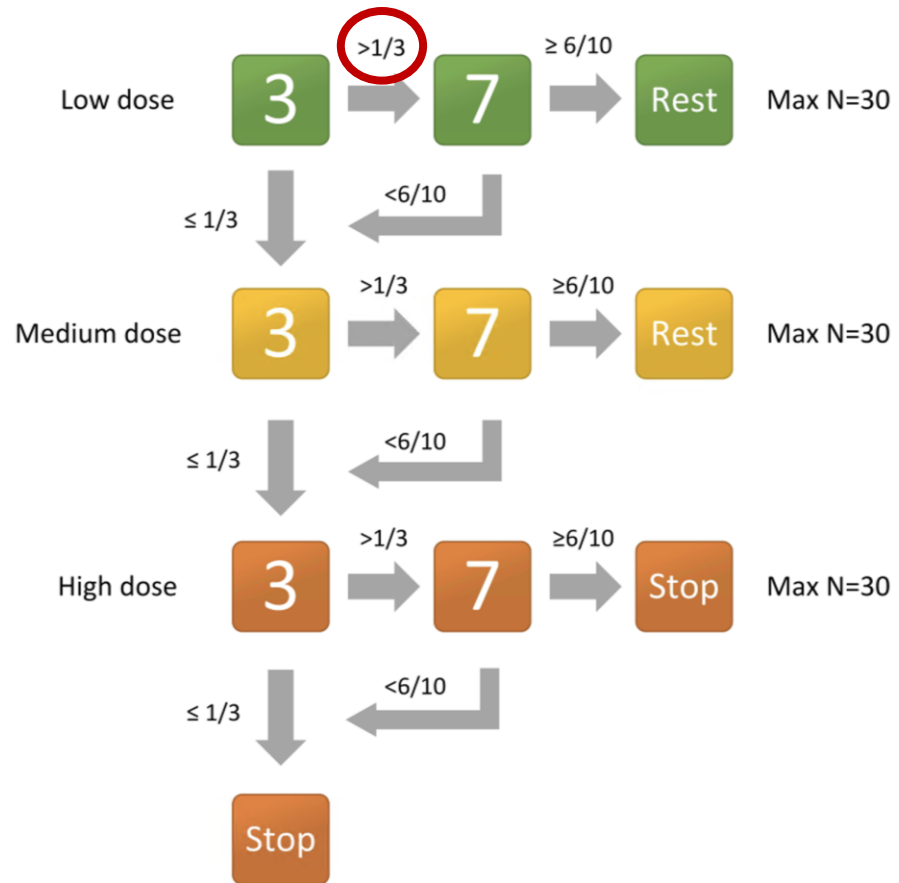 >1/3
≥ 6/10
Low dose
3
7
Rest
Max N=30
≤ 1/3
<6/10
>1/3
≥6/10
Medium dose
3
7
Rest
Max N=30
≤ 1/3
<6/10
>1/3
≥6/10
High dose
3
7
Stop
Max N=30
≤ 1/3
<6/10
Stop